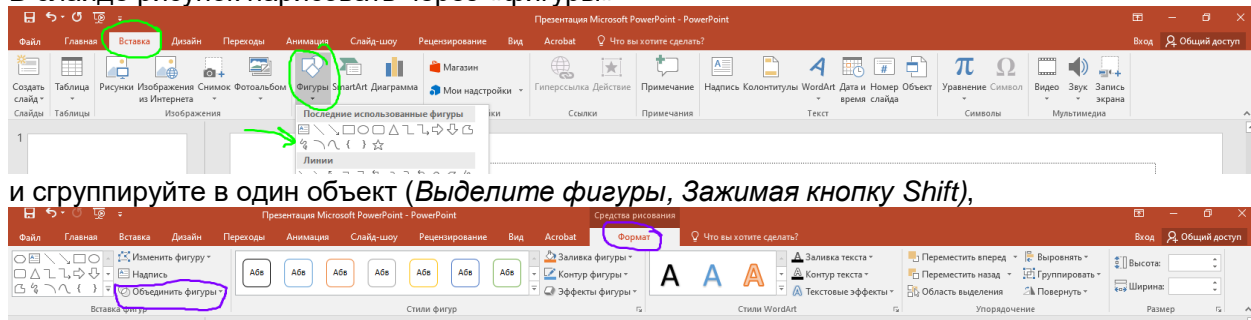 В слайде рисунок нарисовать через «фигуры»
Презентация Microsoft PowerPoint - PowerPoint
Файл Главная Вставка Дизайн Переходы Анимация Слайд-шоу Рецензирование Вид Acrobat Что вы хотите сделать? Вход Общий доступ
Создать слайд Таблица Рисунки Изображения из Интернета Снимок Фотоальбом Фигуры SmartArt Диаграмма Магазин Мои надстройки Гиперссылка Действие Примечание Надпись Колонтитулы WordArt Дата и время Номер слайда Объект Уравнение Символ Видео Звук Запись экрана
Слайды Таблицы Изображения ки Ссылки Примечания Текст Символы Мультимедиа
Последние использованные фигуры
Линии
1
и сгруппируйте в один объект (Выделите фигуры, Зажимая кнопку Shift),
Презентация Microsoft PowerPoint - PowerPoint Средства рисования
Файл Главная Вставка Дизайн Переходы Анимация Слайд-шоу Рецензирование Вид Acrobat Формат Что вы хотите сделать? Вход Общий доступ
Изменить фигуру Заливка фигуры Заливка текста Переместить вперед Выровнять Высота:
Надпись Абв Абв Абв Абв Абв Абв Абв Контур фигуры А А А Контур текста Переместить назад Группировать
Объединить фигуры Эффекты фигуры Текстовые эффекты Область выделения Повернуть Ширина:
Вставка фигур Стили фигур Стили WordArt Упорядочение Размер